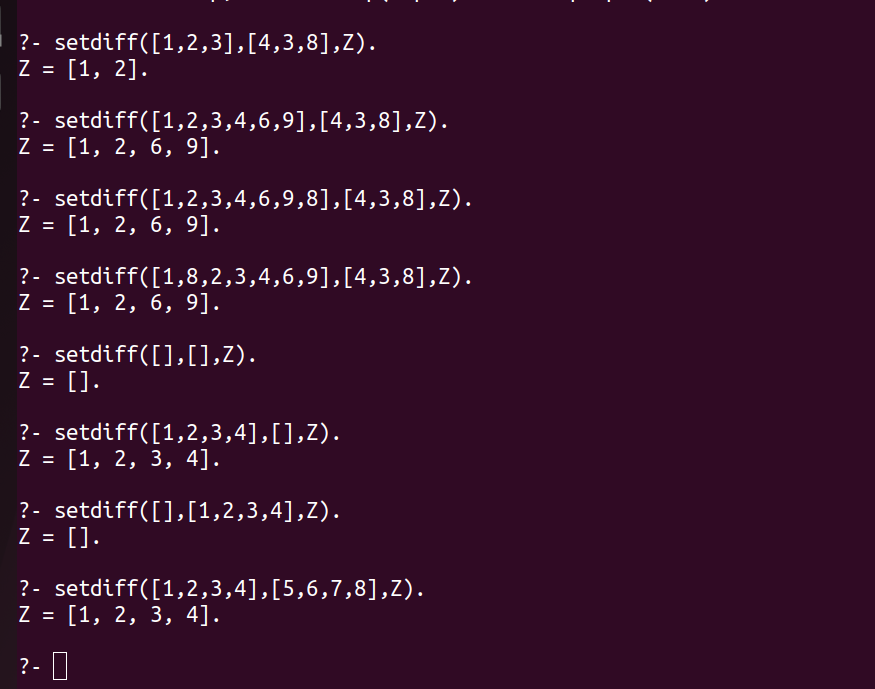 ?- setdiff([1,2,3],[4,3,8],Z).
Z = [1, 2].
?- setdiff([1,2,3,4,6,9],[4,3,8],Z).
Z = [1, 2, 6, 9].
?- setdiff([1,2,3,4,6,9,8],[4,3,8],Z).
Z = [1, 2, 6, 9].
?- setdiff([1,8,2,3,4,6,9],[4,3,8],Z).
Z = [1, 2, 6, 9].
?- setdiff([],[],Z).
Z = [].
?- setdiff([1,2,3,4],[],Z).
Z = [1, 2, 3, 4].
?- setdiff([],[1,2,3,4],Z).
Z = [].
?- setdiff([1,2,3,4],[5,6,7,8],Z).
Z = [1, 2, 3, 4].
?-